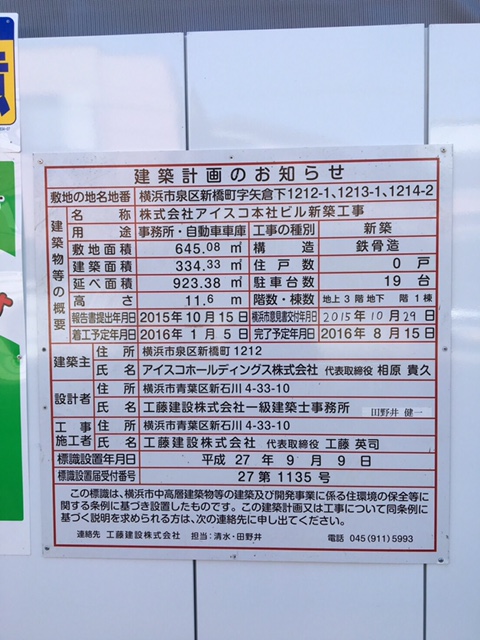 建築計画のお知らせ
敷地の地名地番 横浜市泉区新橋町字矢倉下1212-1、1213-1、1214-2
建築物等の概要
名称 株式会社アイスコ本社ビル新築工事
用途 事務所・自動車車庫 工事の種別 新築
敷地面積 645.08 ㎡ 構造 鉄骨造
建築面積 334.33 ㎡ 住戸数 0 戸
延べ面積 923.38 ㎡ 駐車台数 19 台
高さ 11.6 m 階数・棟数 地上 3 階地下 階 1 棟
報告書提出年月日 2015年10月15日 横浜市意見書交付年月日 2015年10月29日
着工予定年月日 2016年 1月 5日 完了予定年月日 2016年 8月 15日
建築主 住所 横浜市泉区新橋町 1212
氏名 アイスコホールディングス株式会社 代表取締役 相原 貴久
設計者 住所 横浜市青葉区新石川 4-33-10
氏名 工藤建設株式会社一級建築士事務所 田野井 健一
工事施工者 住所 横浜市青葉区新石川 4-33-10
氏名 工藤建設株式会社 代表取締役 工藤 英司
標識設置年月日 平成 27 年 9 月 9 日
標識設置届受付番号 27 第 1135 号
この標識は、横浜市中高層建築物等の建築及び開発事業に係る住環境の保全等に
関する条例に基づき設置したものです。この建築計画又は工事について同条例に
基づく説明を求められる方は、次の連絡先に申し出てください。
連絡先 工藤建設株式会社 担当:清水・田野井 電話 045(911)5993